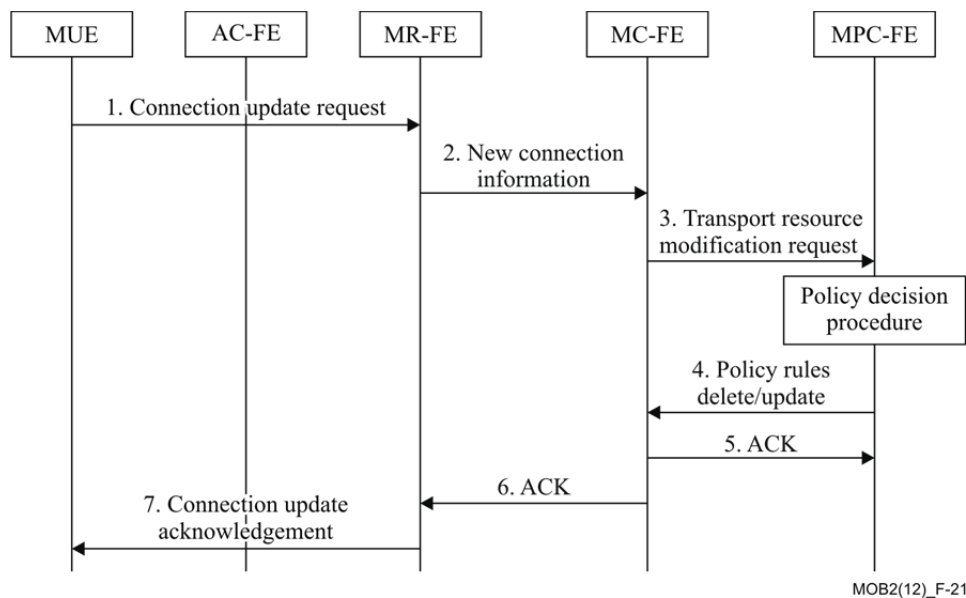 MUE
AC-FE
MR-FE
MC-FE
MPC-FE
1. Connection update request
2. New connection
information
3. Transport resource
modification request
Policy decision
procedure
4. Policy rules
delete/update
5. ACK
6. ACK
7. Connection update
acknowledgement
MOB2(12)_F-21